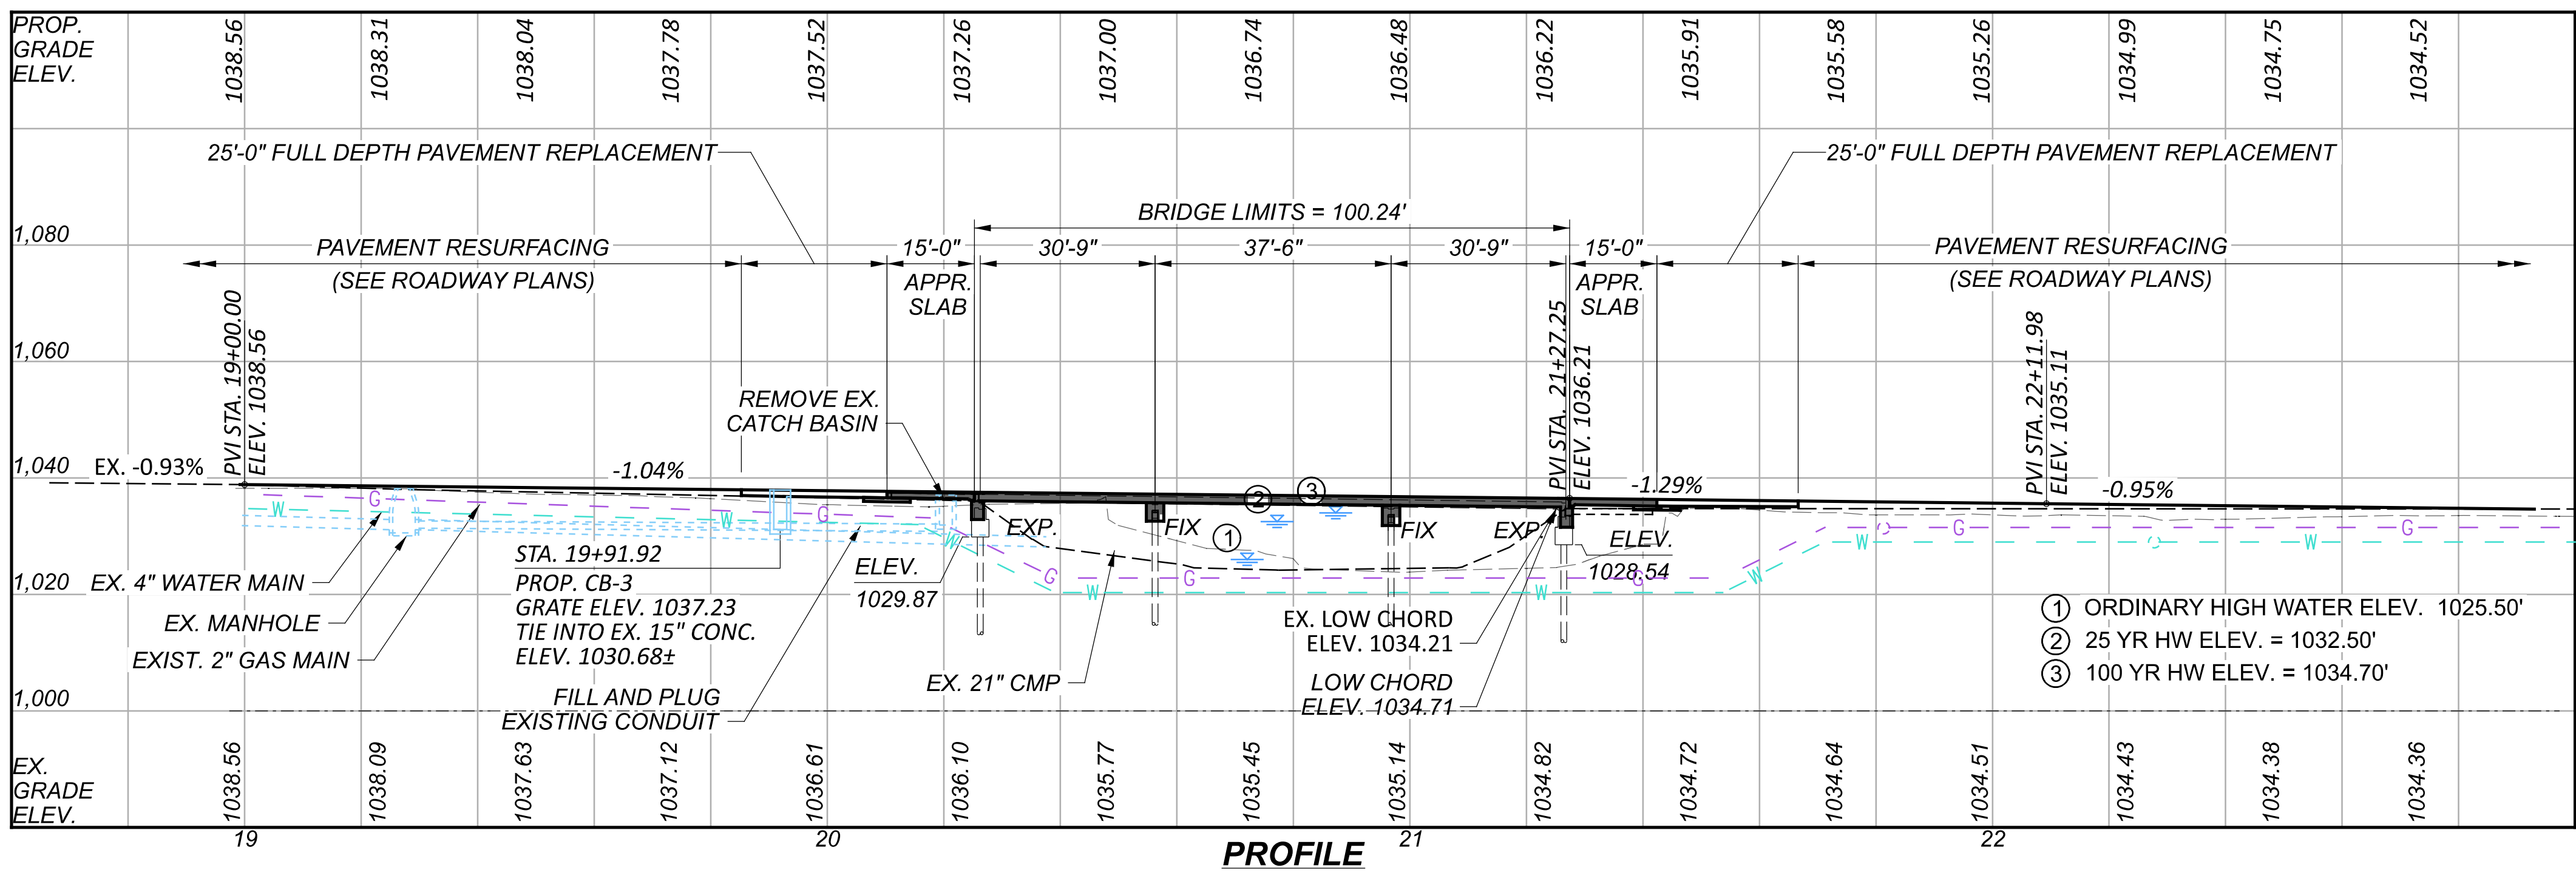 PROP.
GRADE
ELEV.
1038.56
1038.31
1038.04
1037.78
1037.52
1037.26
1037.00
1036.74
1036.48
1036.22
1035.91
1035.58
1035.26
1034.99
1034.75
1034.52
25'-0" FULL DEPTH PAVEMENT REPLACEMENT
25'-0" FULL DEPTH PAVEMENT REPLACEMENT
BRIDGE LIMITS = 100.24'
1,080
PAVEMENT RESURFACING
(SEE ROADWAY PLANS)
15'-0"
APPR.
SLAB
30'-9"
37'-6"
30'-9"
15'-0"
APPR.
SLAB
PAVEMENT RESURFACING
(SEE ROADWAY PLANS)
1,060
PVI STA. 19+00.00
ELEV. 1038.56
PVI STA. 21+27.25
ELEV. 1036.21
PVI STA. 22+11.98
ELEV. 1035.11
REMOVE EX.
CATCH BASIN
1,040
EX. -0.93%
-1.04%
-1.29%
-0.95%
G
W
W
G
W
2
3
1
EXP.
FIX
FIX
EXP.
G
G
W
G
W
W
G
W
G
W
STA. 19+91.92
PROP. CB-3
GRATE ELEV. 1037.23
TIE INTO EX. 15" CONC.
ELEV. 1030.68±
ELEV.
1029.87
ELEV.
1028.54
1,020
EX. 4" WATER MAIN
EX. MANHOLE
EXIST. 2" GAS MAIN
FILL AND PLUG
EXISTING CONDUIT
EX. 21" CMP
EX. LOW CHORD
ELEV. 1034.21
LOW CHORD
ELEV. 1034.71
1 ORDINARY HIGH WATER ELEV. 1025.50'
2 25 YR HW ELEV. = 1032.50'
3 100 YR HW ELEV. = 1034.70'
1,000
EX.
GRADE
ELEV.
1038.56
1038.09
1037.63
1037.12
1036.61
1036.10
1035.77
1035.45
1035.14
1034.82
1034.72
1034.64
1034.51
1034.43
1034.38
1034.36
19
20
21
22
PROFILE